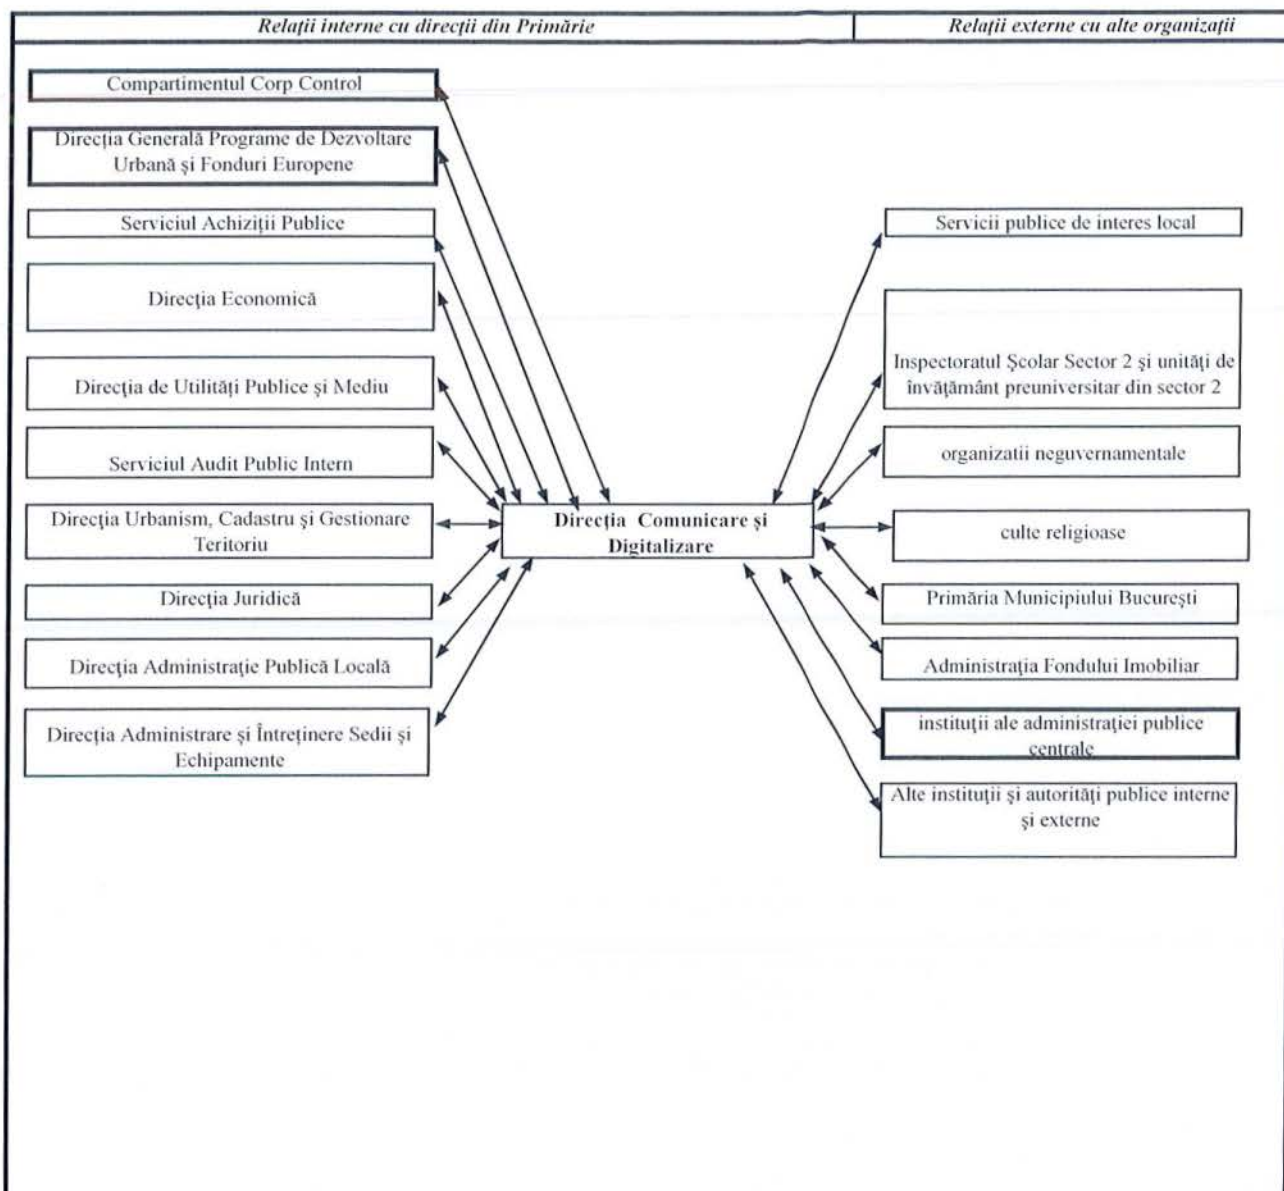 Relații interne cu direcții din Primărie
Relații externe cu alte organizații
Compartimentul Corp Control
Direcția Generală Programe de Dezvoltare
Urbană și Fonduri Europene
Serviciul Achiziții Publice
Direcția Economică
Direcția de Utilități Publice și Mediu
Serviciul Audit Public Intern
Direcția Urbanism, Cadastru și Gestionare
Teritoriu
Direcția Juridică
Direcția Administrație Publică Locală
Direcția Administrare și Întreținere Sedii și
Echipamente
Direcția Comunicare și
Digitalizare
Servicii publice de interes local
Inspectoratul Școlar Sector 2 și unități de
învățământ preuniversitar din sector 2
organizatii neguvernamentale
culte religioase
Primăria Municipiului București
Administrația Fondului Imobiliar
instituții ale administrației publice
centrale
Alte instituții și autorități publice interne
și externe